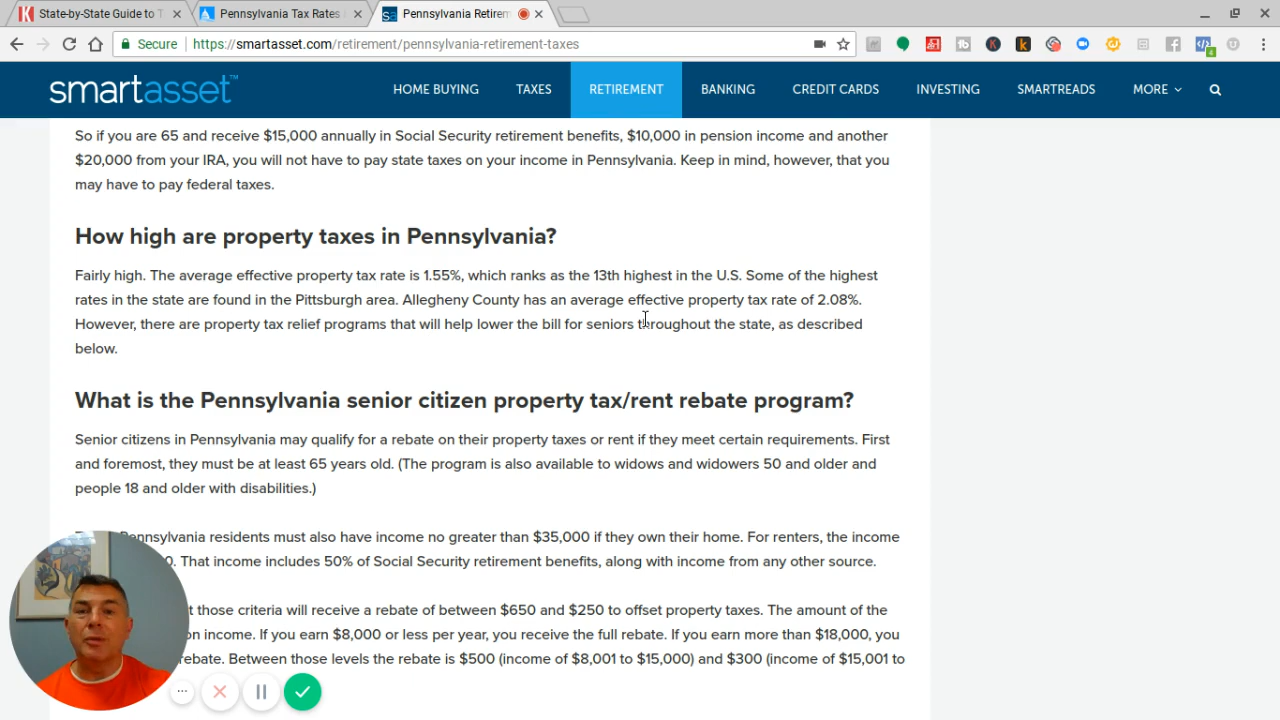 State-by-State Guide to T
Pennsylvania Tax Rates
Pennsylvania Retirem
Secure
https://smartasset.com/retirement/pennsylvania-retirement-taxes
smartasset™
HOME BUYING
TAXES
RETIREMENT
BANKING
CREDIT CARDS
INVESTING
SMARTREADS
MORE
So if you are 65 and receive $15,000 annually in Social Security retirement benefits, $10,000 in pension income and another
$20,000 from your IRA, you will not have to pay state taxes on your income in Pennsylvania. Keep in mind, however, that you
may have to pay federal taxes.
How high are property taxes in Pennsylvania?
Fairly high. The average effective property tax rate is 1.55%, which ranks as the 13th highest in the U.S. Some of the highest
rates in the state are found in the Pittsburgh area. Allegheny County has an average effective property tax rate of 2.08%.
However, there are property tax relief programs that will help lower the bill for seniors throughout the state, as described
below.
What is the Pennsylvania senior citizen property tax/rent rebate program?
Senior citizens in Pennsylvania may qualify for a rebate on their property taxes or rent if they meet certain requirements. First
and foremost, they must be at least 65 years old. (The program is also available to widows and widowers 50 and older and
people 18 and older with disabilities.)
Pennsylvania residents must also have income no greater than $35,000 if they own their home. For renters, the income
0. That income includes 50% of Social Security retirement benefits, along with income from any other source.
t those criteria will receive a rebate of between $650 and $250 to offset property taxes. The amount of the
on income. If you earn $8,000 or less per year, you receive the full rebate. If you earn more than $18,000, you
rebate. Between those levels the rebate is $500 (income of $8,001 to $15,000) and $300 (income of $15,001 to